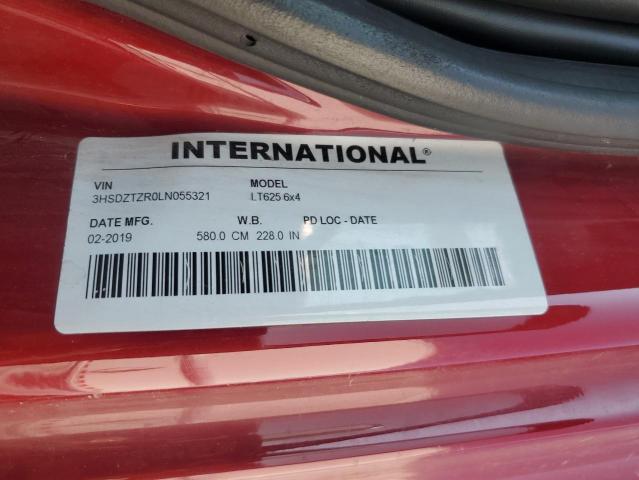 INTERNATIONAL®
VIN MODEL
3HSDZTZR0LN055321 LT625 6x4
DATE MFG. W.B. PD LOC - DATE
02-2019 580.0 CM 228.0 IN